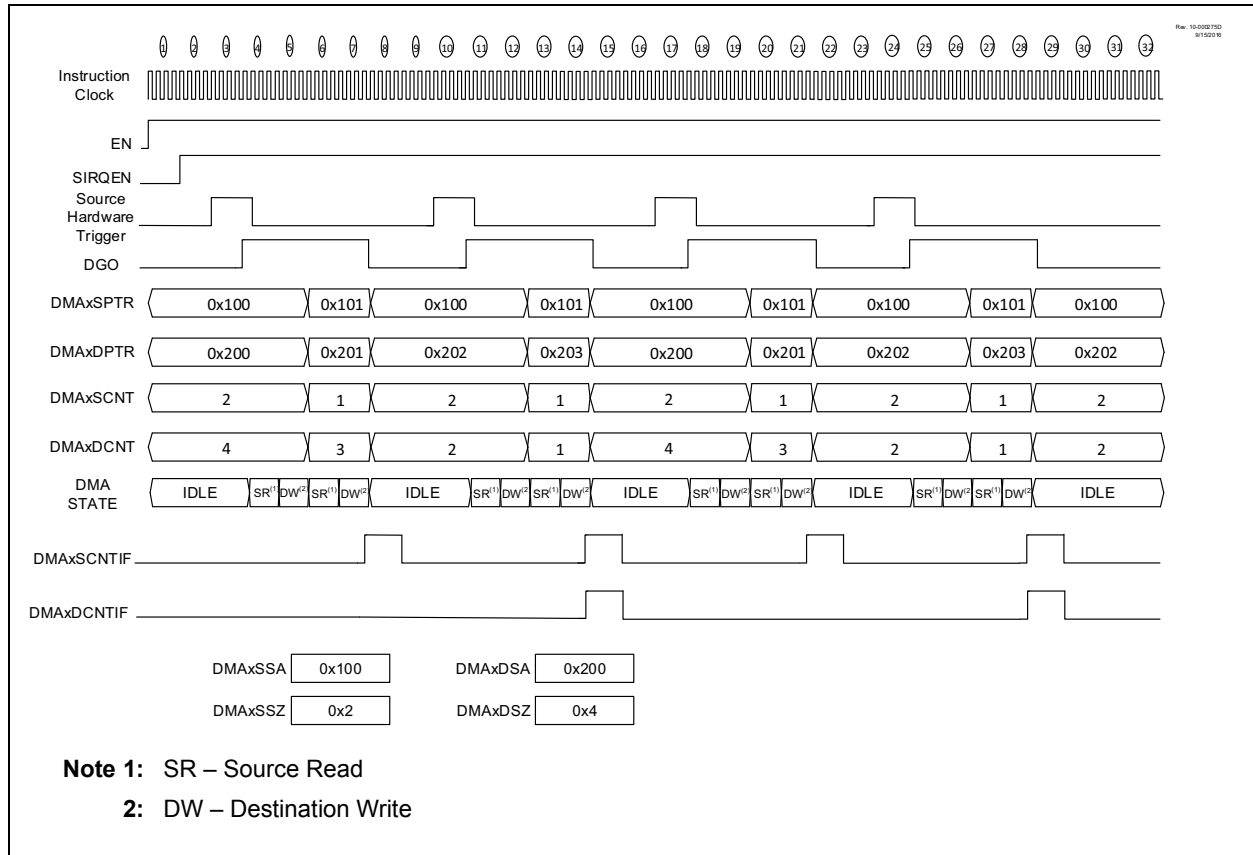 Rev. 10-000275D
9/15/2016
1 2 3 4 5 6 7 8 9 10 11 12 13 14 15 16 17 18 19 20 21 22 23 24 25 26 27 28 29 30 31 32
Instruction
Clock
EN
SIRQEN
Source
Hardware
Trigger
DGO
DMAxSPTR 0x100 0x101 0x100 0x101 0x100 0x101 0x100 0x101 0x100
DMAxDPTR 0x200 0x201 0x202 0x203 0x200 0x201 0x202 0x203 0x202
DMAxSCNT 2 1 2 1 2 1 2 1 2
DMAxDCNT 4 3 2 1 4 3 2 1 2
DMA
STATE
IDLE SR(1) DW(2) SR(1) DW(2) IDLE SR(1) DW(2) SR(1) DW(2) IDLE SR(1) DW(2) SR(1) DW(2) IDLE SR(1) DW(2) SR(1) DW(2) IDLE
DMAxSCNTIF
DMAxDCNTIF
DMAxSSA 0x100 DMAxDSA 0x200
DMAxSSZ 0x2 DMAxDSZ 0x4
Note 1: SR – Source Read
2: DW – Destination Write